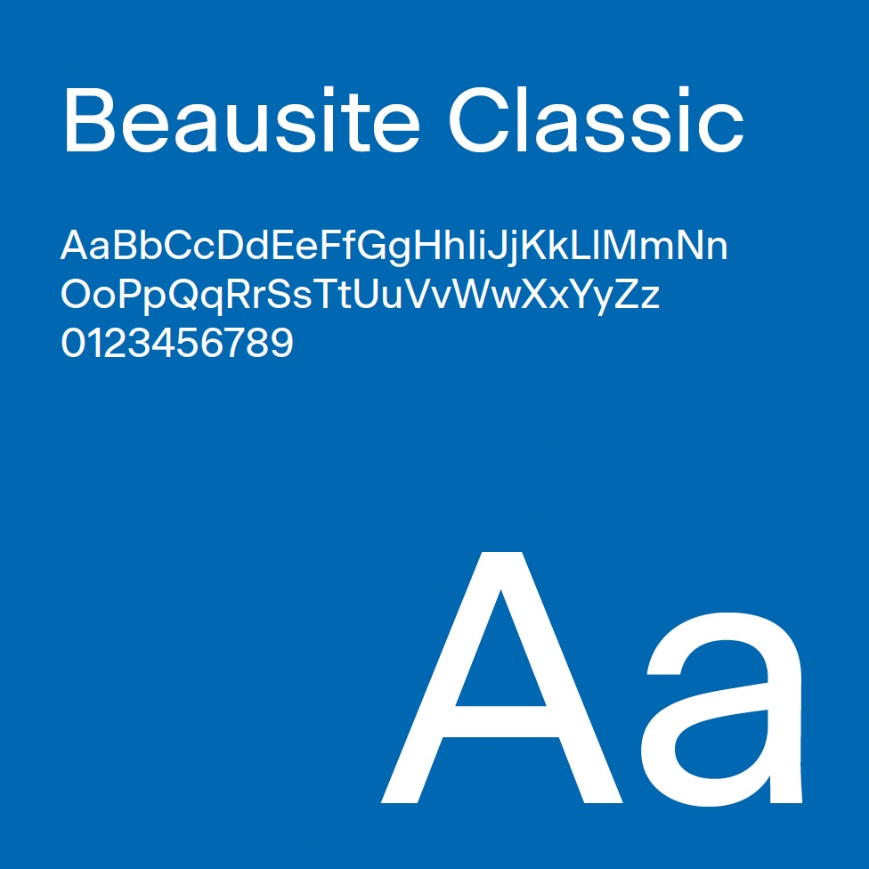 Beausite Classic
AaBbCcDdEeFfGgHhIiJjKkLlMmNn
OoPpQqRrSsTtUuVvWwXxYyZz
0123456789
Aa